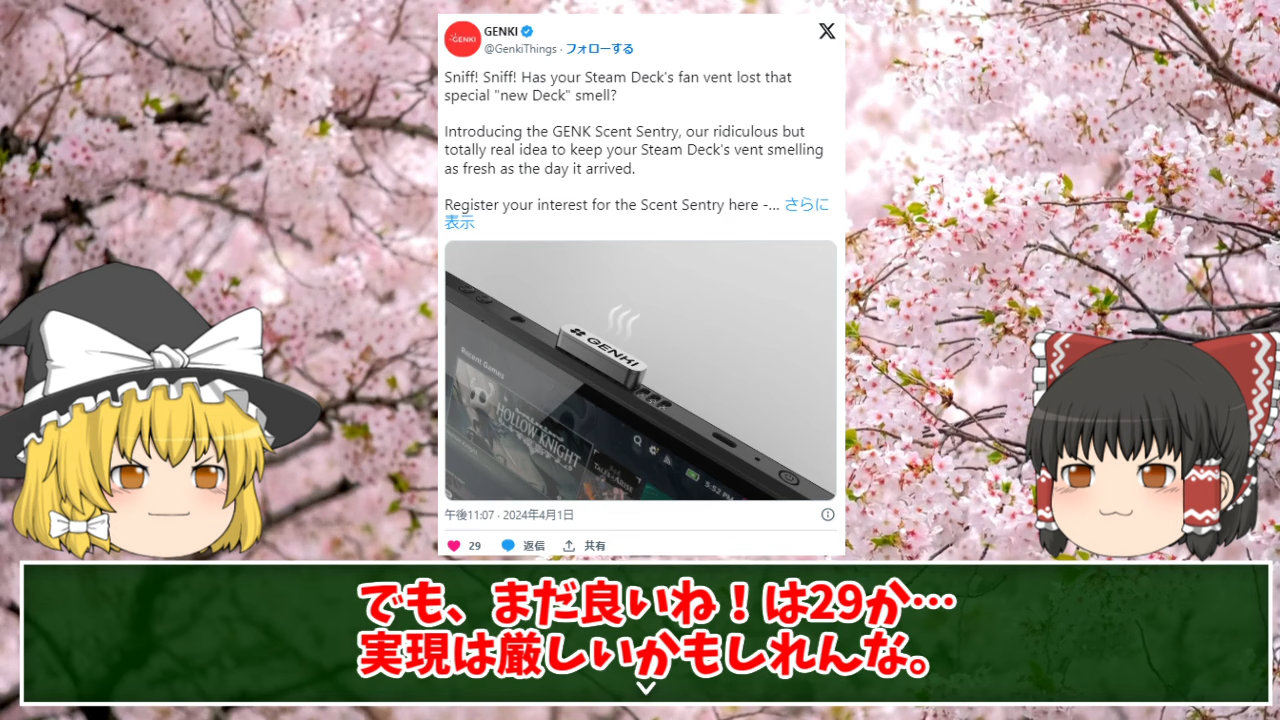 GENKI
@GenkiThings · フォローする
GENKI
Sniff! Sniff! Has your Steam Deck's fan vent lost that
special "new Deck" smell?
Introducing the GENK Scent Sentry, our ridiculous but
totally real idea to keep your Steam Deck's vent smelling
as fresh as the day it arrived.
Register your interest for the Scent Sentry here -... さらに
表示
GENKI
Recent Games
HOLLOW KNIGHT
5:52 PM
午後11:07 · 2024年4月1日
29 返信 共有
でも、まだ良いね！は29か…
実現は厳しいかもしれんな。